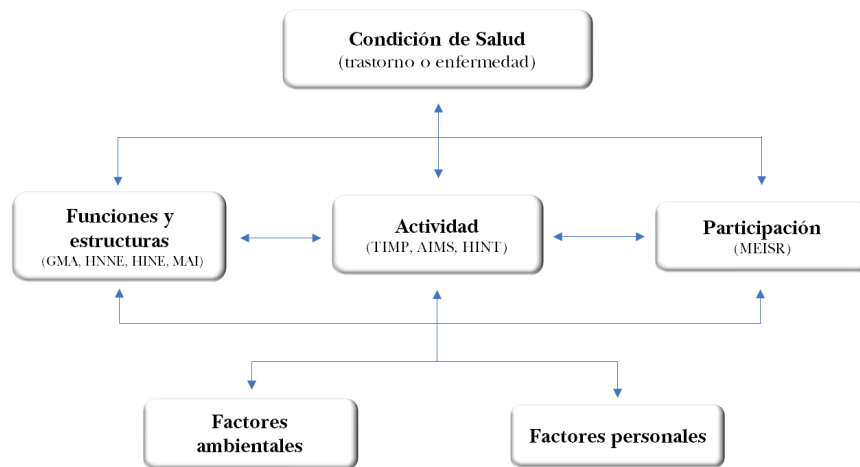 Condición de Salud
(trastorno o enfermedad)
Funciones y
estructuras
(GMA, HNNE, HINE, MAI)
Actividad
(TIMP, AIMS, HINT)
Participación
(MEISR)
Factores
ambientales
Factores personales